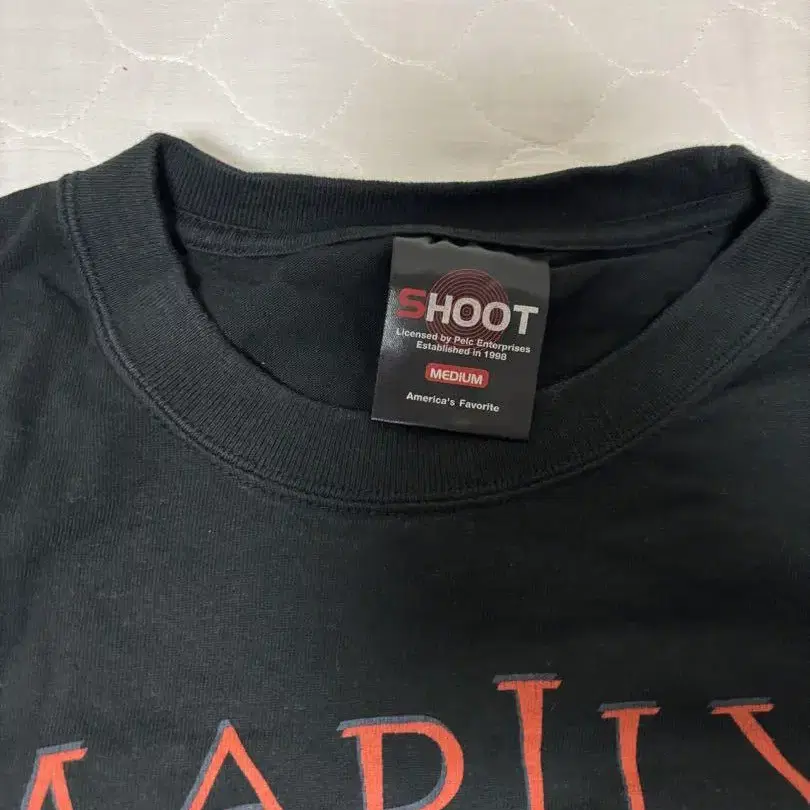 SHOOT
Licensed by Pelc Enterprises
Established in 1998
MEDIUM
America's Favorite